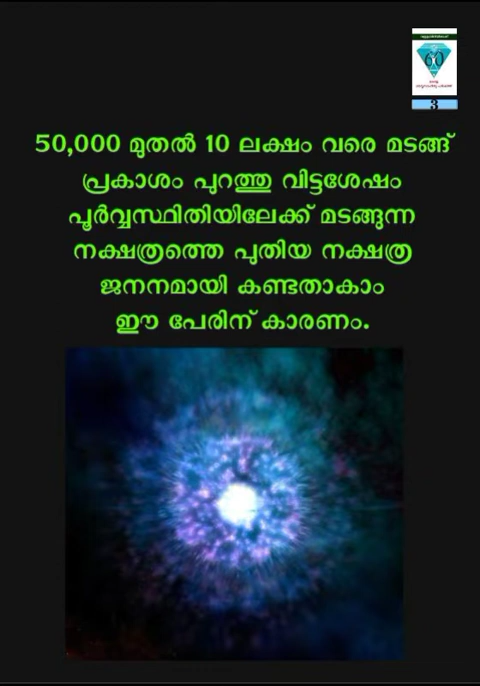 60
3
50,000 മുതൽ 10 ലക്ഷം വരെ മടങ്ങ്
പ്രകാശം പുറത്തു വിട്ടശേഷം
പൂർവ്വസ്ഥിതിയിലേക്ക് മടങ്ങുന്ന
നക്ഷത്രത്തെ പുതിയ നക്ഷത്ര
ജനനമായി കണ്ടതാകാം
ഈ പേരിന് കാരണം.